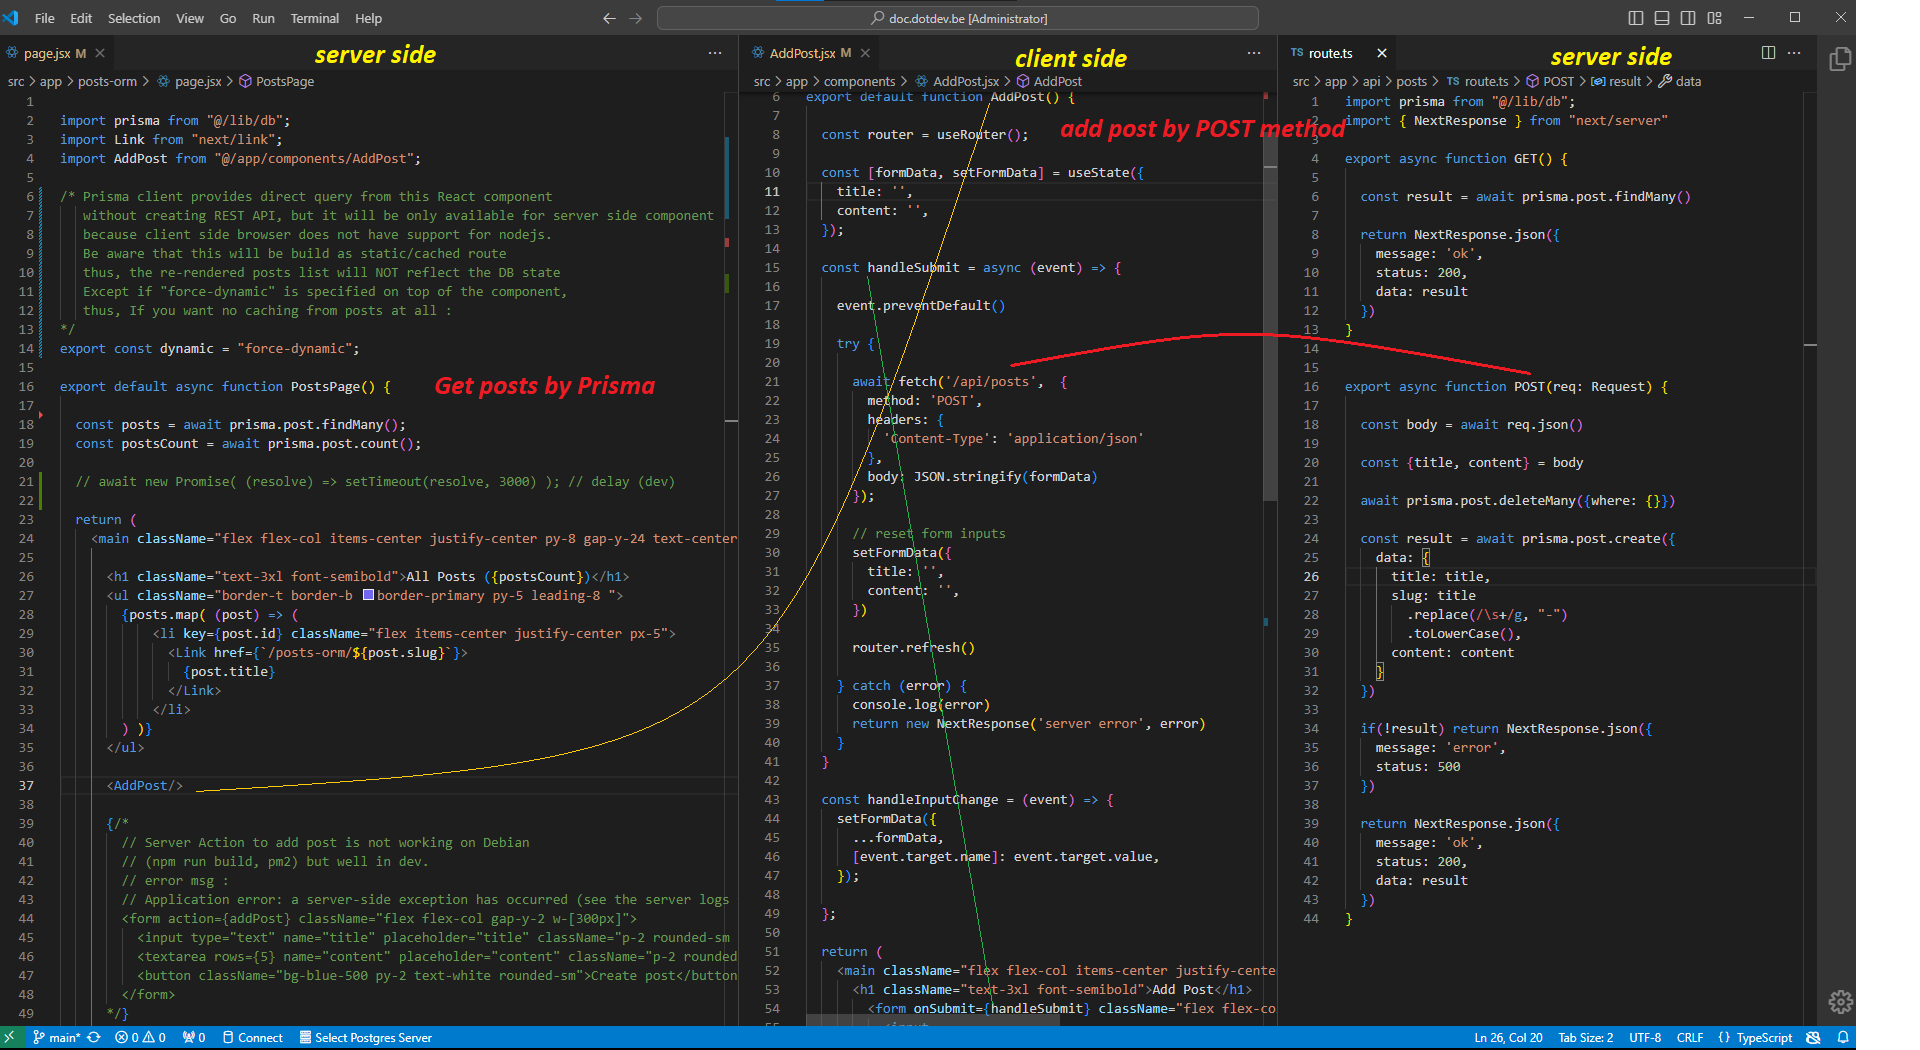 File Edit Selection View Go Run Terminal Help
doc.dotdev.be [Administrator]
page.jsx M
server side
src > app > posts-orm > page.jsx > PostsPage
1
2 import prisma from "@/lib/db";
3 import Link from "next/link";
4 import AddPost from "@/app/components/AddPost";
5
6 /* Prisma client provides direct query from this React component
7 without creating REST API, but it will be only available for server side component
8 because client side browser does not have support for nodejs.
9 Be aware that this will be build as static/cached route
10 thus, the re-rendered posts list will NOT reflect the DB state
11 Except if "force-dynamic" is specified on top of the component,
12 thus, If you want no caching from posts at all :
13 */
14 export const dynamic = "force-dynamic";
15
16 export default async function PostsPage() {
Get posts by Prisma
17
18 const posts = await prisma.post.findMany();
19 const postsCount = await prisma.post.count();
20
21 // await new Promise( (resolve) => setTimeout(resolve, 3000) ); // delay (dev)
22
23 return (
24 <main className="flex flex-col items-center justify-center py-8 gap-y-24 text-center
25
26 <h1 className="text-3xl font-semibold">All Posts ({postsCount})</h1>
27 <ul className="border-t border-b border-primary py-5 leading-8 ">
28 {posts.map( (post) => (
29 <li key={post.id} className="flex items-center justify-center px-5">
30 <Link href={`/posts-orm/${post.slug}`}>
31 {post.title}
32 </Link>
33 </li>
34 ) )}
35 </ul>
36
37 <AddPost/>
38
39 {/*
40 // Server Action to add post is not working on Debian
41 // (npm run build, pm2) but well in dev.
42 // error msg :
43 // Application error: a server-side exception has occurred (see the server logs
44 <form action={addPost} className="flex flex-col gap-y-2 w-[300px]">
45 <input type="text" name="title" placeholder="title" className="p-2 rounded-sm
46 <textarea rows={5} name="content" placeholder="content" className="p-2 rounded
47 <button className="bg-blue-500 py-2 text-white rounded-sm">Create post</button
48 </form>
49 */}
AddPost.jsx M
client side
src > app > components > AddPost.jsx > AddPost
6 export default function AddPost() {
7
add post by POST method
8 const router = useRouter();
9
10 const [formData, setFormData] = useState({
11 title: '',
12 content: '',
13 });
14
15 const handleSubmit = async (event) => {
16
17 event.preventDefault()
18
19 try {
20
21 await fetch('/api/posts', {
22 method: 'POST',
23 headers: {
24 'Content-Type': 'application/json'
25 },
26 body: JSON.stringify(formData)
27 });
28
29 // reset form inputs
30 setFormData({
31 title: '',
32 content: '',
33 })
34
35 router.refresh()
36
37 } catch (error) {
38 console.log(error)
39 return new NextResponse('server error', error)
40 }
41 }
42
43 const handleInputChange = (event) => {
44 setFormData({
45 ...formData,
46 [event.target.name]: event.target.value,
47 });
48
49 };
50
51 return (
52 <main className="flex flex-col items-center justify-cente
53 <h1 className="text-3xl font-semibold">Add Post</h1>
54 <form onSubmit={handleSubmit} className="flex flex-co
TS route.ts
server side
src > app > api > posts > TS route.ts > POST > result > data
1 import prisma from "@/lib/db";
2 import { NextResponse } from "next/server"
3
4 export async function GET() {
5
6 const result = await prisma.post.findMany()
7
8 return NextResponse.json({
9 message: 'ok',
10 status: 200,
11 data: result
12 })
13 }
14
15
16 export async function POST(req: Request) {
17
18 const body = await req.json()
19
20 const {title, content} = body
21
22 await prisma.post.deleteMany({where: {}})
23
24 const result = await prisma.post.create({
25 data: {
26 title: title,
27 slug: title
28 .replace(/\s+/g, "-")
29 .toLowerCase(),
30 content: content
31 }
32 })
33
34 if(!result) return NextResponse.json({
35 message: 'error',
36 status: 500
37 })
38
39 return NextResponse.json({
40 message: 'ok',
41 status: 200,
42 data: result
43 })
44 }
main* 0 0 0 Connect Select Postgres Server
Ln 26, Col 20 Tab Size: 2 UTF-8 CRLF {} TypeScript